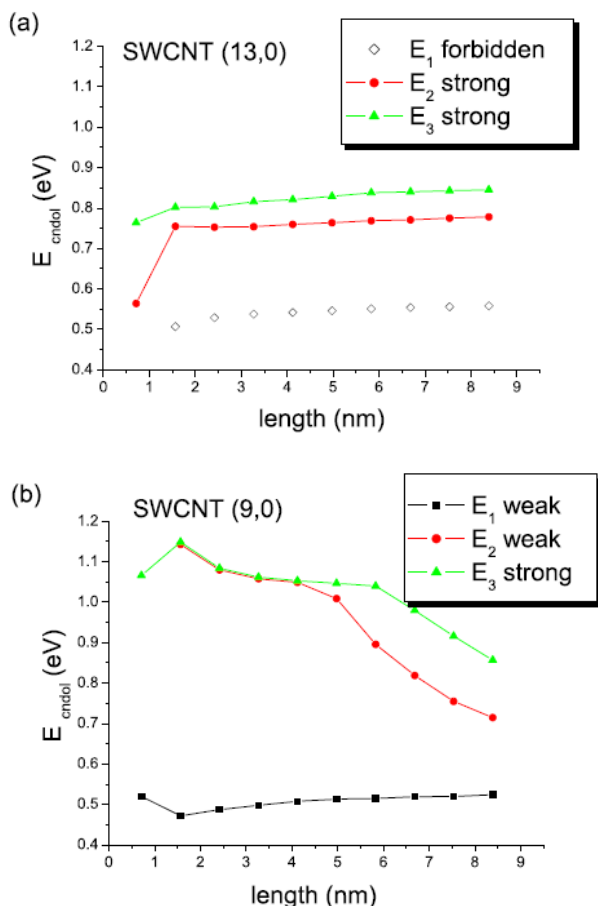 (a)
SWCNT (13,0)
E₁ forbidden
E₂ strong
E₃ strong
1.2
1.1
1.0
0.9
0.8
0.7
0.6
0.5
0.4
E_cndol (eV)
0 1 2 3 4 5 6 7 8 9
length (nm)
(b)
SWCNT (9,0)
E₁ weak
E₂ weak
E₃ strong
1.2
1.1
1.0
0.9
0.8
0.7
0.6
0.5
0.4
E_cndol (eV)
0 1 2 3 4 5 6 7 8 9
length (nm)